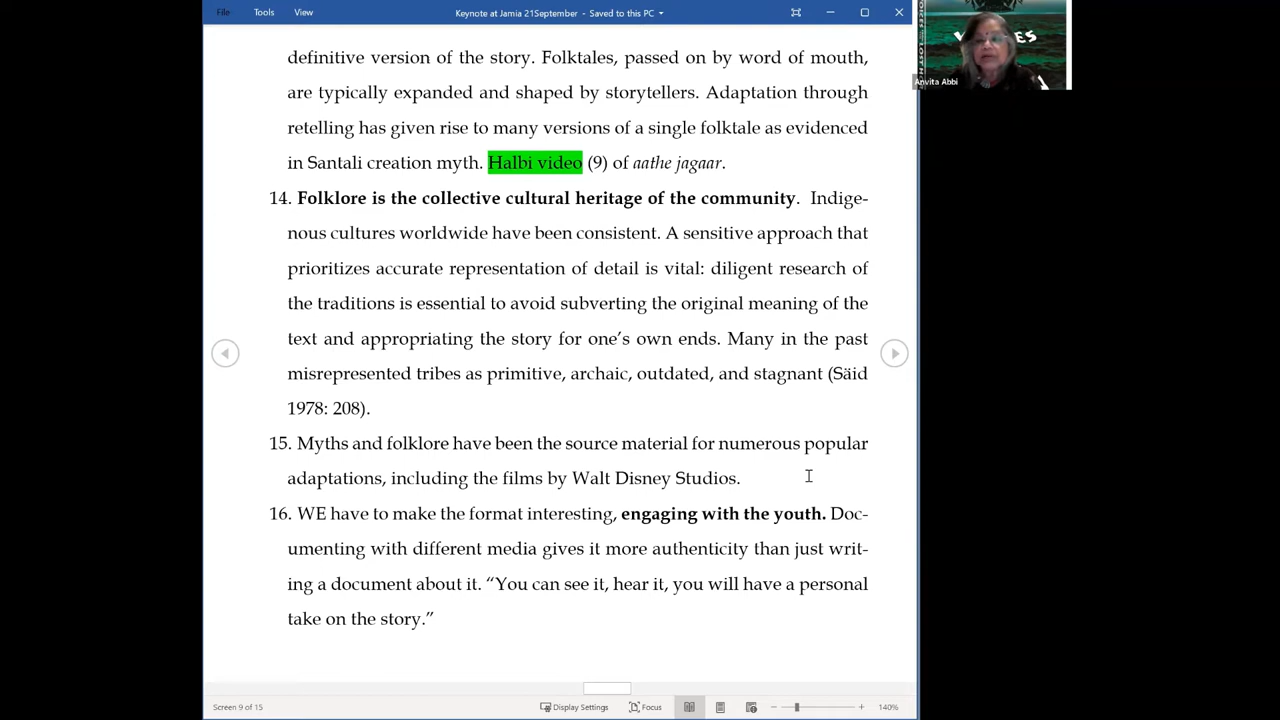 File Tools View Keynote at Jamia 21September - Saved to this PC
Anvita Abbi
definitive version of the story. Folktales, passed on by word of mouth,
are typically expanded and shaped by storytellers. Adaptation through
retelling has given rise to many versions of a single folktale as evidenced
in Santali creation myth. Halbi video (9) of aathe jagaar.
14. Folklore is the collective cultural heritage of the community. Indige-
nous cultures worldwide have been consistent. A sensitive approach that
prioritizes accurate representation of detail is vital: diligent research of
the traditions is essential to avoid subverting the original meaning of the
text and appropriating the story for one’s own ends. Many in the past
misrepresented tribes as primitive, archaic, outdated, and stagnant (Säid
1978: 208).
15. Myths and folklore have been the source material for numerous popular
adaptations, including the films by Walt Disney Studios.
16. WE have to make the format interesting, engaging with the youth. Doc-
umenting with different media gives it more authenticity than just writ-
ing a document about it. “You can see it, hear it, you will have a personal
take on the story.”
Screen 9 of 15 Display Settings Focus 140%